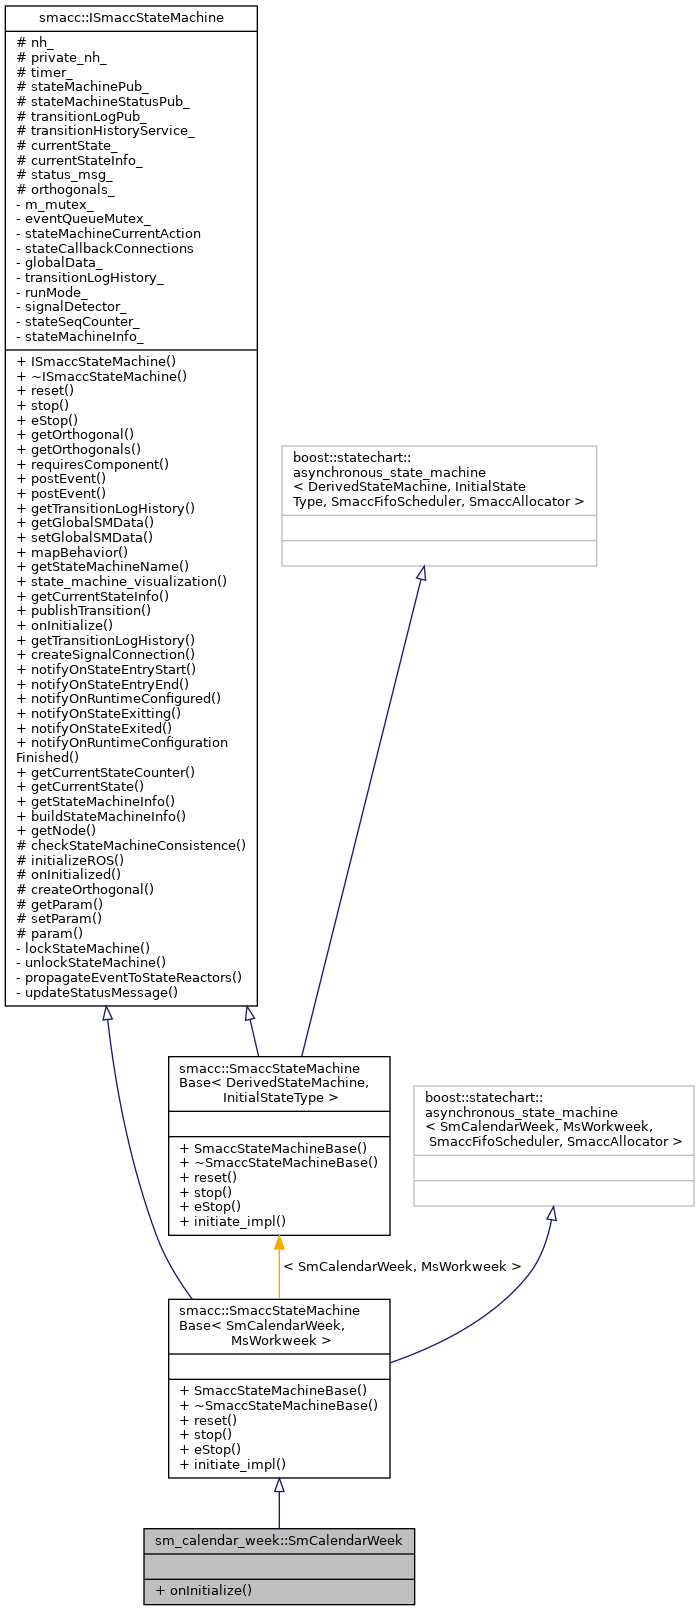 smacc::ISmaccStateMachine
# nh_
# private_nh_
# timer_
# stateMachinePub_
# stateMachineStatusPub_
# transitionLogPub_
# transitionHistoryService_
# currentState_
# currentStateInfo_
# status_msg_
# orthogonals_
- m_mutex_
- eventQueueMutex_
- stateMachineCurrentAction
- stateCallbackConnections
- globalData_
- transitionLogHistory_
- runMode_
- signalDetector_
- stateSeqCounter_
- stateMachineInfo_
+ ISmaccStateMachine()
+ ~ISmaccStateMachine()
+ reset()
+ stop()
+ eStop()
+ getOrthogonal()
+ getOrthogonals()
+ requiresComponent()
+ postEvent()
+ postEvent()
+ getTransitionLogHistory()
+ getGlobalSMData()
+ setGlobalSMData()
+ mapBehavior()
+ getStateMachineName()
+ state_machine_visualization()
+ getCurrentStateInfo()
+ publishTransition()
+ onInitialize()
+ getTransitionLogHistory()
+ createSignalConnection()
+ notifyOnStateEntryStart()
+ notifyOnStateEntryEnd()
+ notifyOnRuntimeConfigured()
+ notifyOnStateExitting()
+ notifyOnStateExited()
+ notifyOnRuntimeConfiguration
Finished()
+ getCurrentStateCounter()
+ getCurrentState()
+ getStateMachineInfo()
+ buildStateMachineInfo()
+ getNode()
# checkStateMachineConsistence()
# initializeROS()
# onInitialized()
# createOrthogonal()
# getParam()
# setParam()
# param()
- lockStateMachine()
- unlockStateMachine()
- propagateEventToStateReactors()
- updateStatusMessage()
boost::statechart::
asynchronous_state_machine
< DerivedStateMachine, InitialState
Type, SmaccFifoScheduler, SmaccAllocator >
smacc::SmaccStateMachine
Base< DerivedStateMachine,
InitialStateType >
+ SmaccStateMachineBase()
+ ~SmaccStateMachineBase()
+ reset()
+ stop()
+ eStop()
+ initiate_impl()
boost::statechart::
asynchronous_state_machine
< SmCalendarWeek, MsWorkweek,
SmaccFifoScheduler, SmaccAllocator >
< SmCalendarWeek, MsWorkweek >
smacc::SmaccStateMachine
Base< SmCalendarWeek,
MsWorkweek >
+ SmaccStateMachineBase()
+ ~SmaccStateMachineBase()
+ reset()
+ stop()
+ eStop()
+ initiate_impl()
sm_calendar_week::SmCalendarWeek
+ onInitialize()